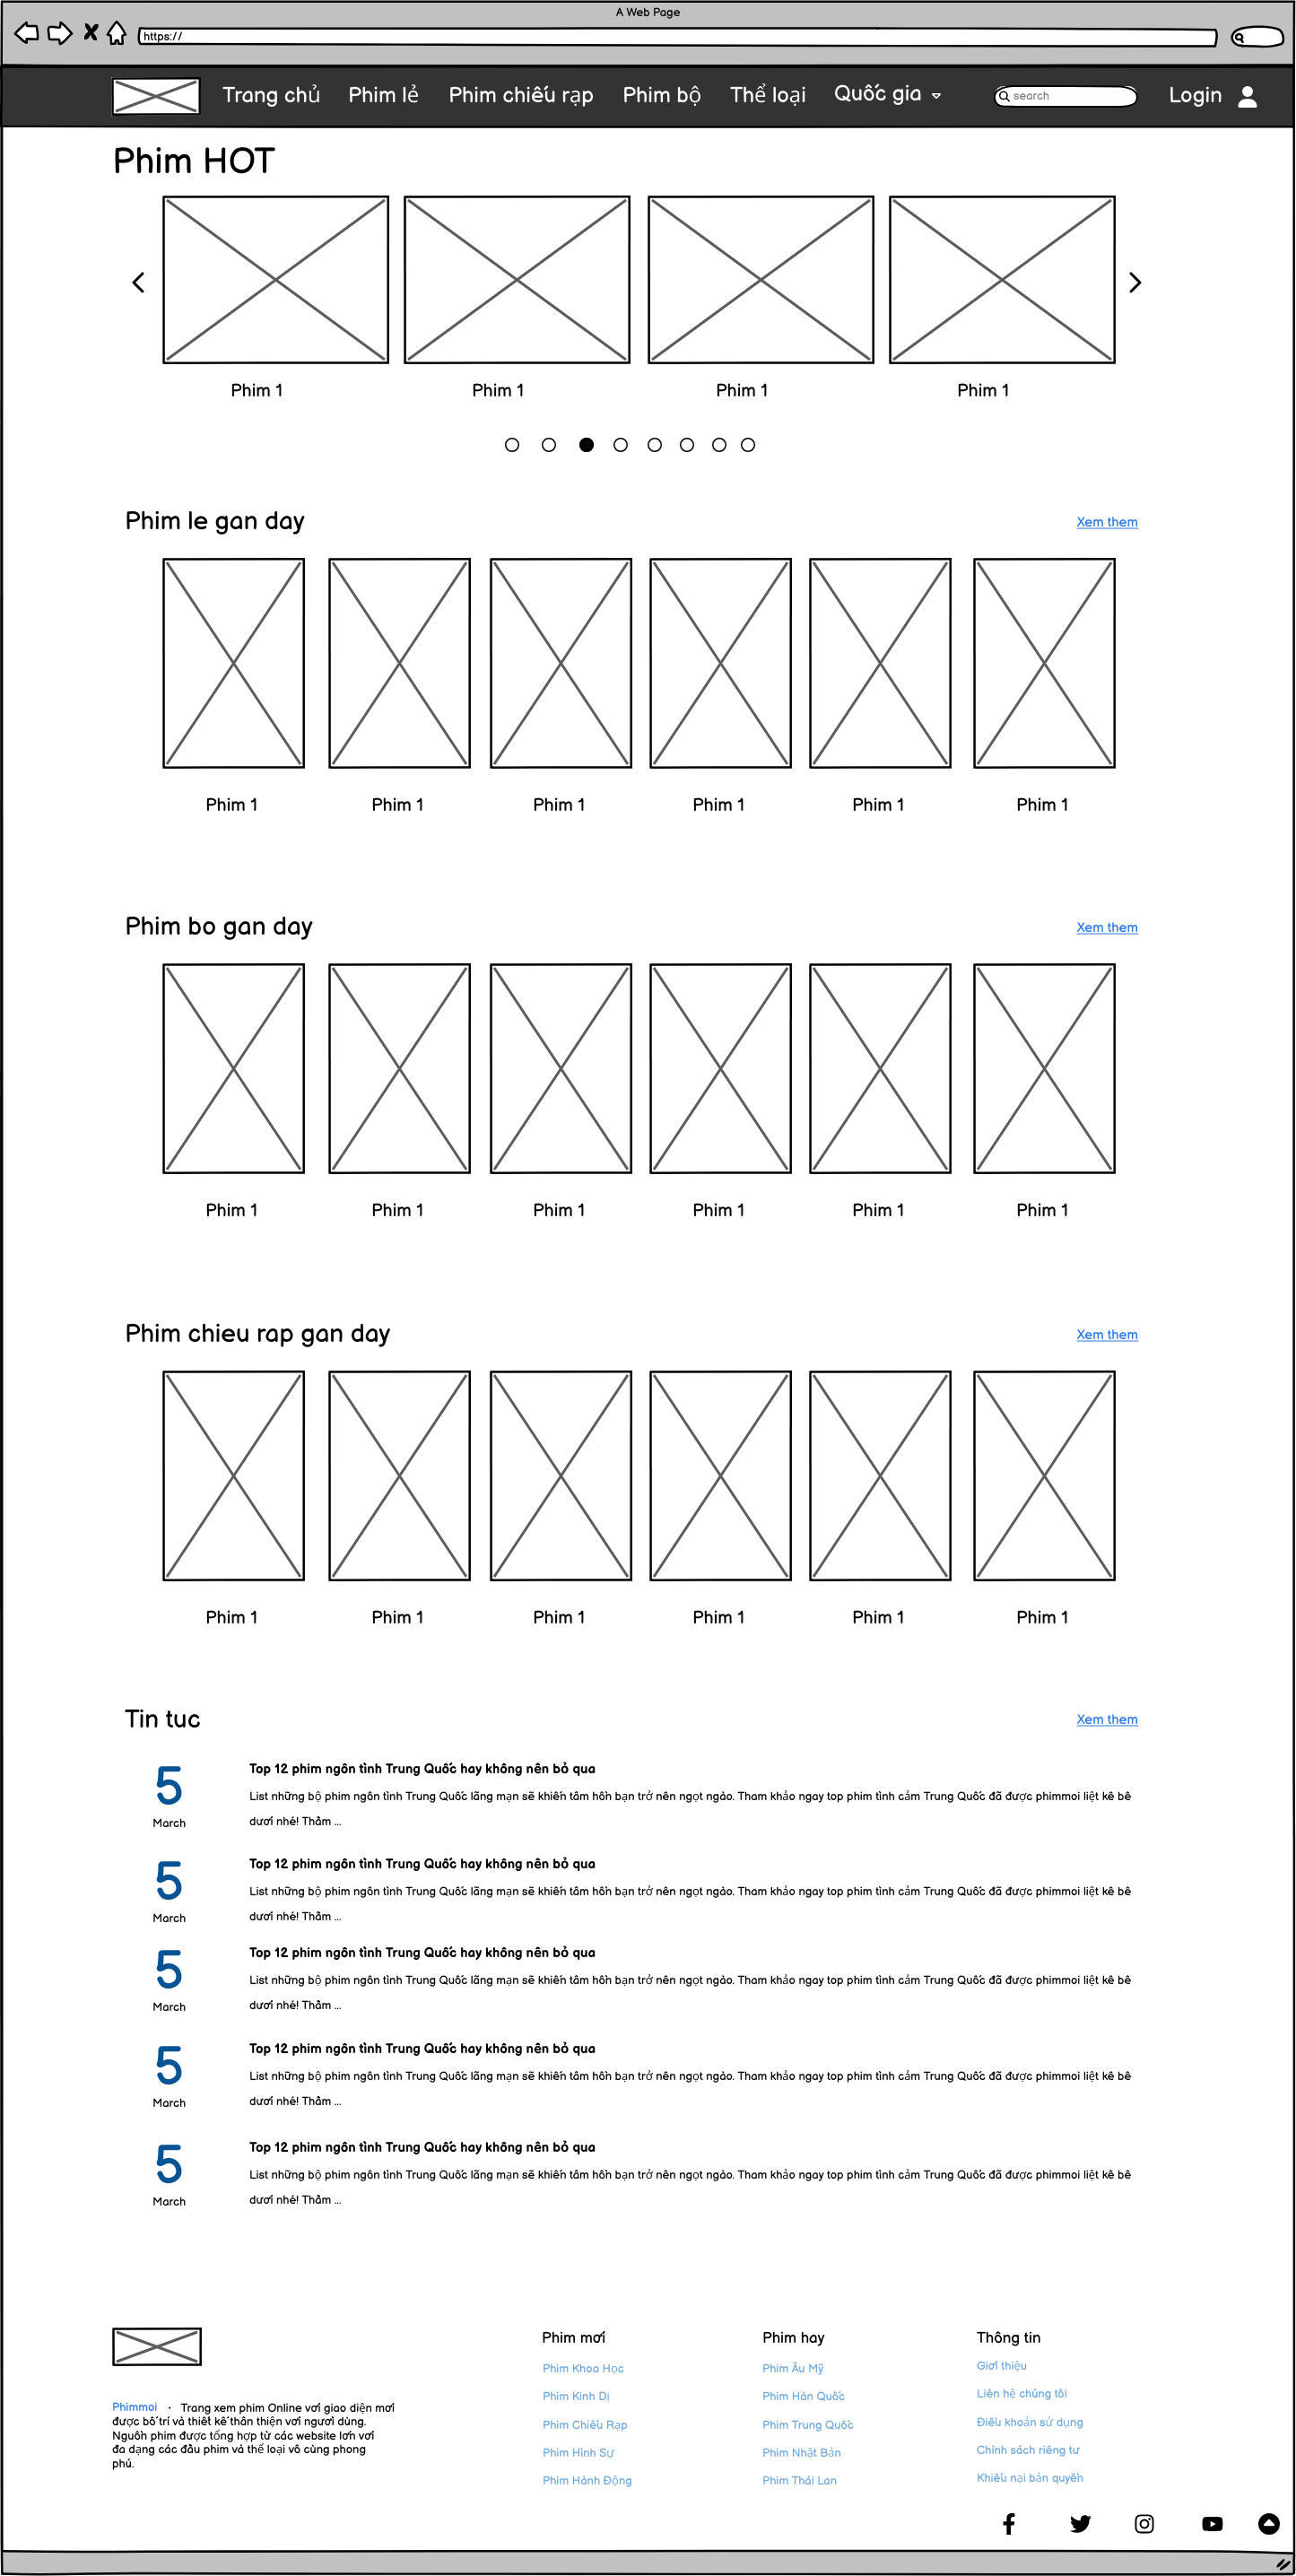 A Web Page
https://
Trang chủ Phim lẻ Phim chiếu rạp Phim bộ Thể loại Quốc gia search Login
Phim HOT
Phim 1 Phim 1 Phim 1 Phim 1
Phim le gan day Xem them
Phim 1 Phim 1 Phim 1 Phim 1 Phim 1 Phim 1
Phim bo gan day Xem them
Phim 1 Phim 1 Phim 1 Phim 1 Phim 1 Phim 1
Phim chieu rap gan day Xem them
Phim 1 Phim 1 Phim 1 Phim 1 Phim 1 Phim 1
Tin tuc Xem them
5
March
Top 12 phim ngôn tình Trung Quốc hay không nên bỏ qua
List những bộ phim ngôn tình Trung Quốc lãng mạn sẽ khiến tâm hồn bạn trở nên ngọt ngào. Tham khảo ngay top phim tình cảm Trung Quốc đã được phimmoi liệt kê bê
dưới nhé! Thầm ...
5
March
Top 12 phim ngôn tình Trung Quốc hay không nên bỏ qua
List những bộ phim ngôn tình Trung Quốc lãng mạn sẽ khiến tâm hồn bạn trở nên ngọt ngào. Tham khảo ngay top phim tình cảm Trung Quốc đã được phimmoi liệt kê bê
dưới nhé! Thầm ...
5
March
Top 12 phim ngôn tình Trung Quốc hay không nên bỏ qua
List những bộ phim ngôn tình Trung Quốc lãng mạn sẽ khiến tâm hồn bạn trở nên ngọt ngào. Tham khảo ngay top phim tình cảm Trung Quốc đã được phimmoi liệt kê bê
dưới nhé! Thầm ...
5
March
Top 12 phim ngôn tình Trung Quốc hay không nên bỏ qua
List những bộ phim ngôn tình Trung Quốc lãng mạn sẽ khiến tâm hồn bạn trở nên ngọt ngào. Tham khảo ngay top phim tình cảm Trung Quốc đã được phimmoi liệt kê bê
dưới nhé! Thầm ...
5
March
Top 12 phim ngôn tình Trung Quốc hay không nên bỏ qua
List những bộ phim ngôn tình Trung Quốc lãng mạn sẽ khiến tâm hồn bạn trở nên ngọt ngào. Tham khảo ngay top phim tình cảm Trung Quốc đã được phimmoi liệt kê bê
dưới nhé! Thầm ...
Phimmoi - Trang xem phim Online với giao diện mới
được bố trí và thiết kế thân thiện với người dùng.
Nguồn phim được tổng hợp từ các website lớn với
đa dạng các đầu phim và thể loại vô cùng phong
phú.
Phim mới
Phim Khoa Học
Phim Kinh Dị
Phim Chiếu Rạp
Phim Hình Sự
Phim Hành Động
Phim hay
Phim Âu Mỹ
Phim Hàn Quốc
Phim Trung Quốc
Phim Nhật Bản
Phim Thái Lan
Thông tin
Giới thiệu
Liên hệ chúng tôi
Điều khoản sử dụng
Chính sách riêng tư
Khiếu nại bản quyền